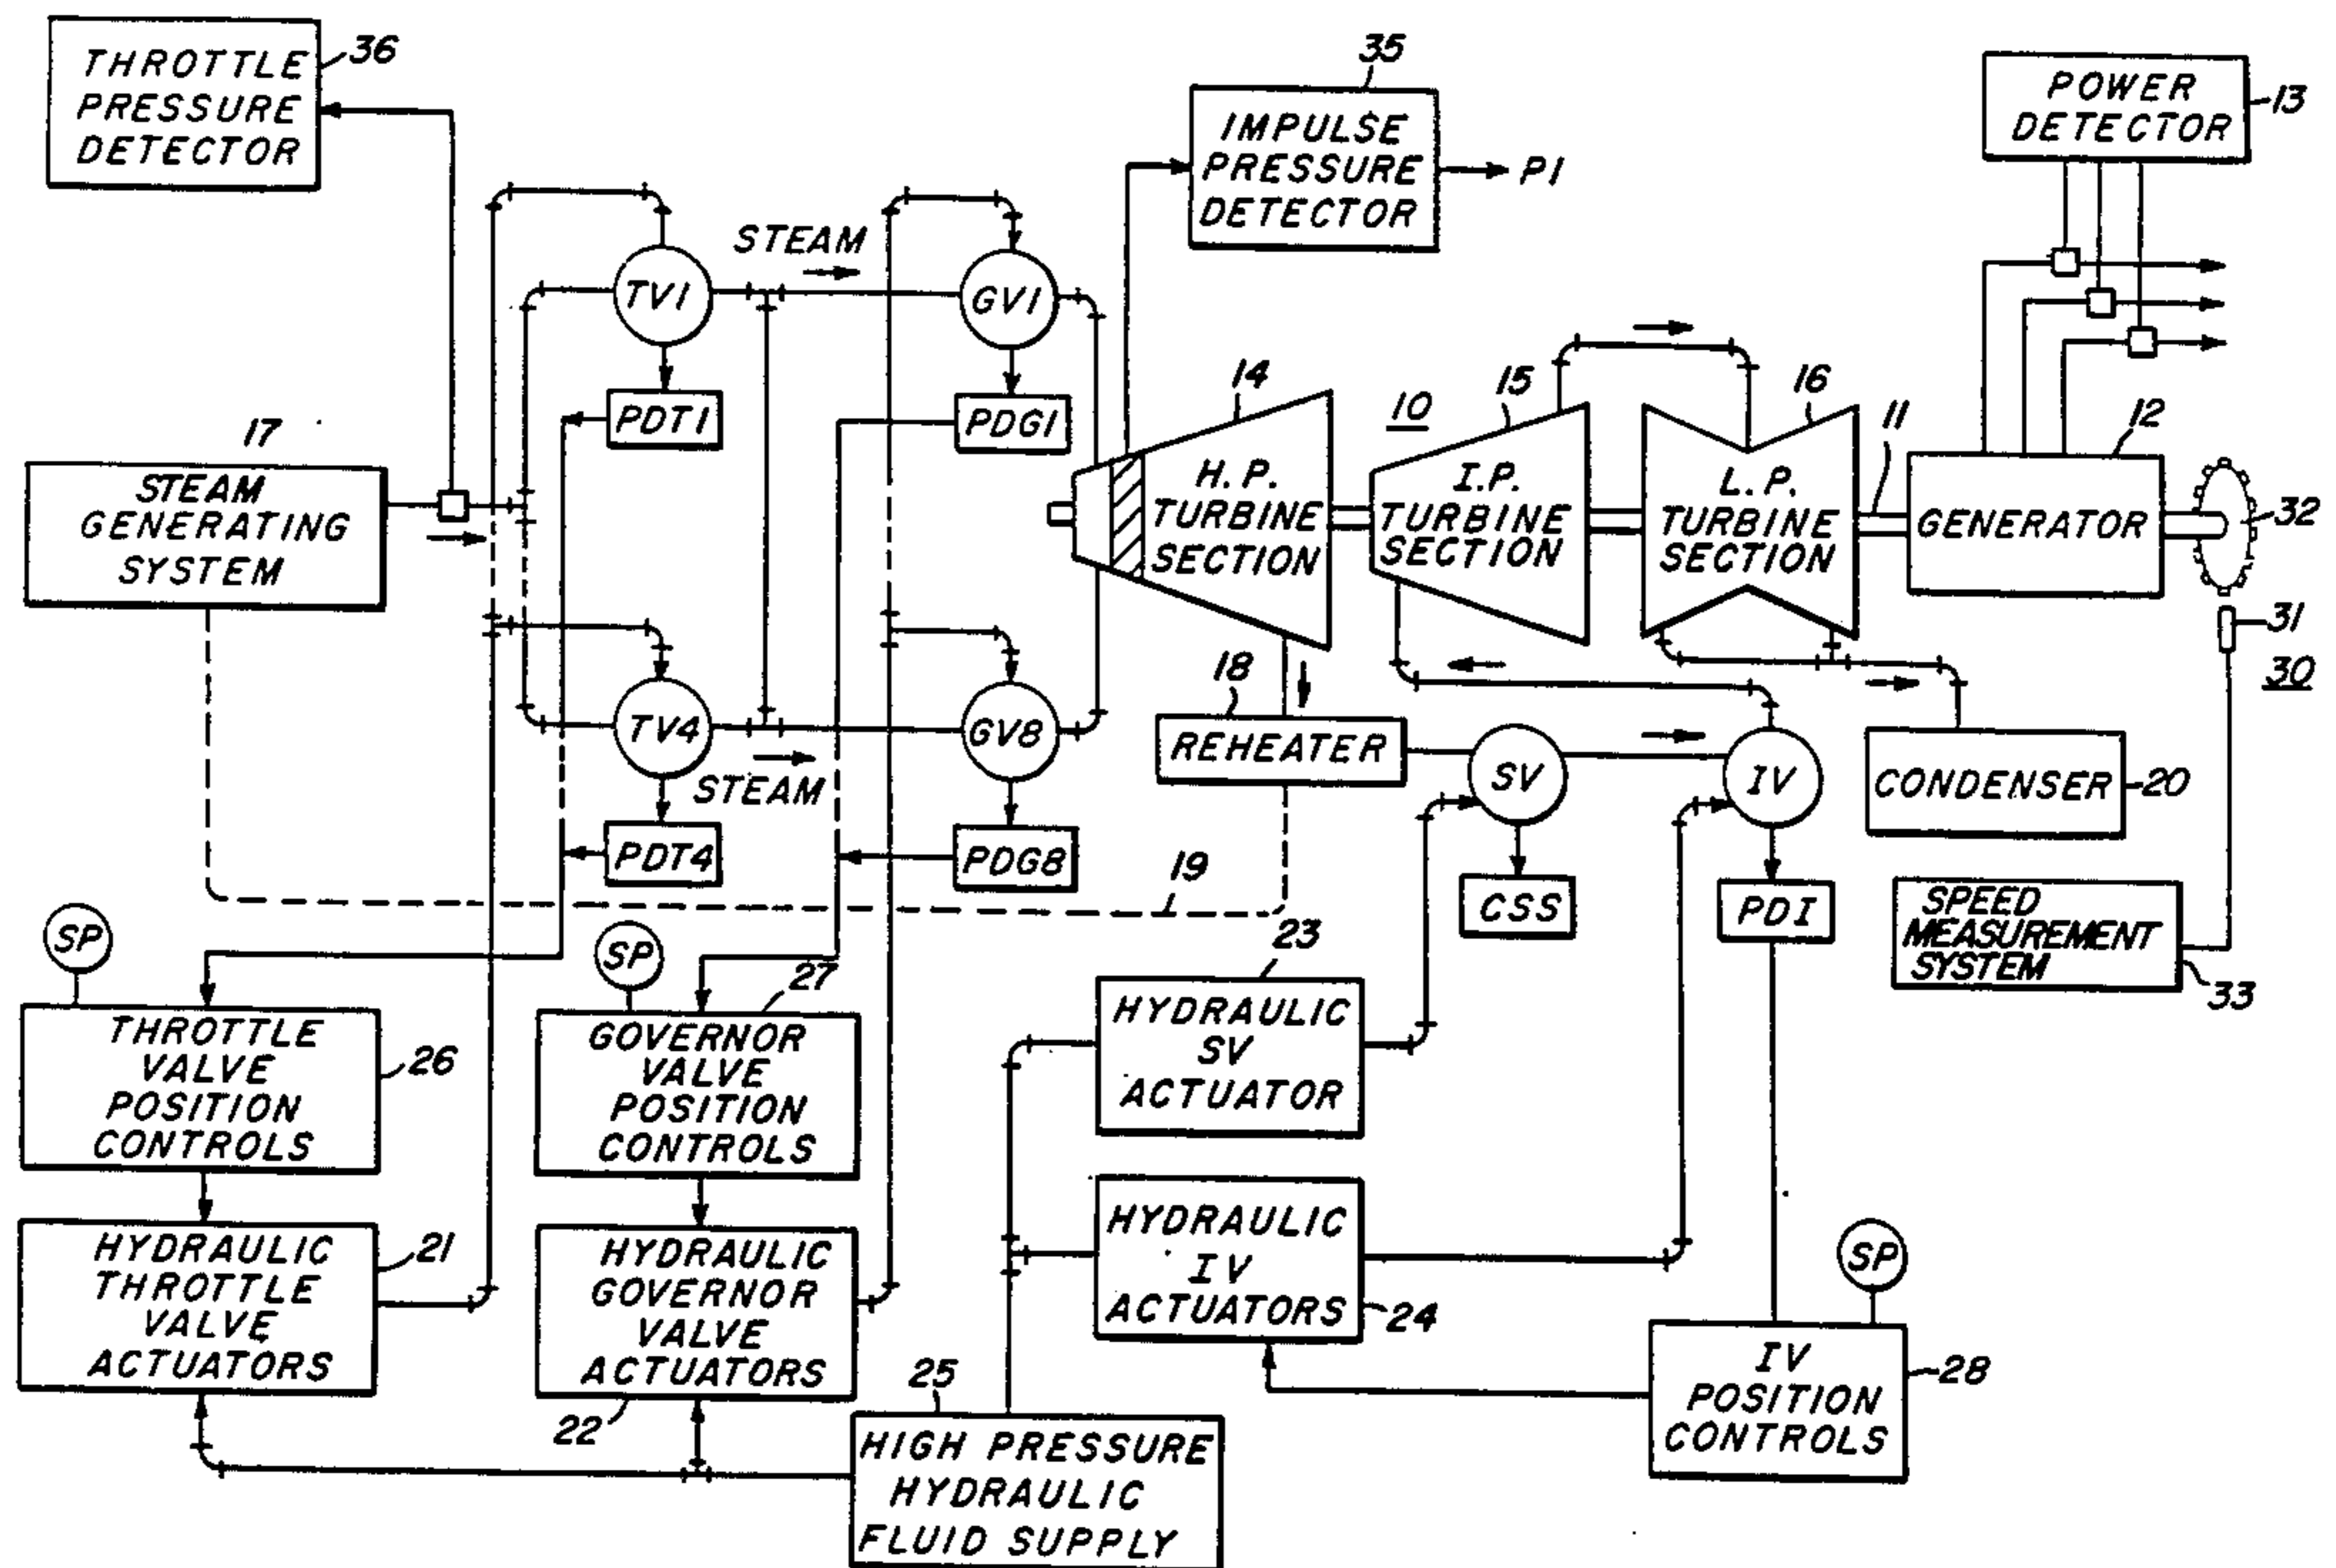 THROTTLE
PRESSURE
DETECTOR
36
35
IMPULSE
PRESSURE
DETECTOR
P1
POWER
DETECTOR
13
STEAM
TV1
GV1
PDT1
PDG1
17
STEAM
GENERATING
SYSTEM
14
H.P.
TURBINE
SECTION
10
15
I.P.
TURBINE
SECTION
16
L.P.
TURBINE
SECTION
11
12
GENERATOR
32
31
30
TV4
STEAM
GV8
PDT4
PDG8
18
REHEATER
SV
IV
CONDENSER
20
19
CSS
PDI
SPEED
MEASUREMENT
SYSTEM
33
SP
THROTTLE
VALVE
POSITION
CONTROLS
26
SP
27
GOVERNOR
VALVE
POSITION
CONTROLS
23
HYDRAULIC
SV
ACTUATOR
HYDRAULIC
THROTTLE
VALVE
ACTUATORS
21
HYDRAULIC
GOVERNOR
VALVE
ACTUATORS
22
HYDRAULIC
IV
ACTUATORS
24
SP
IV
POSITION
CONTROLS
28
25
HIGH PRESSURE
HYDRAULIC
FLUID SUPPLY